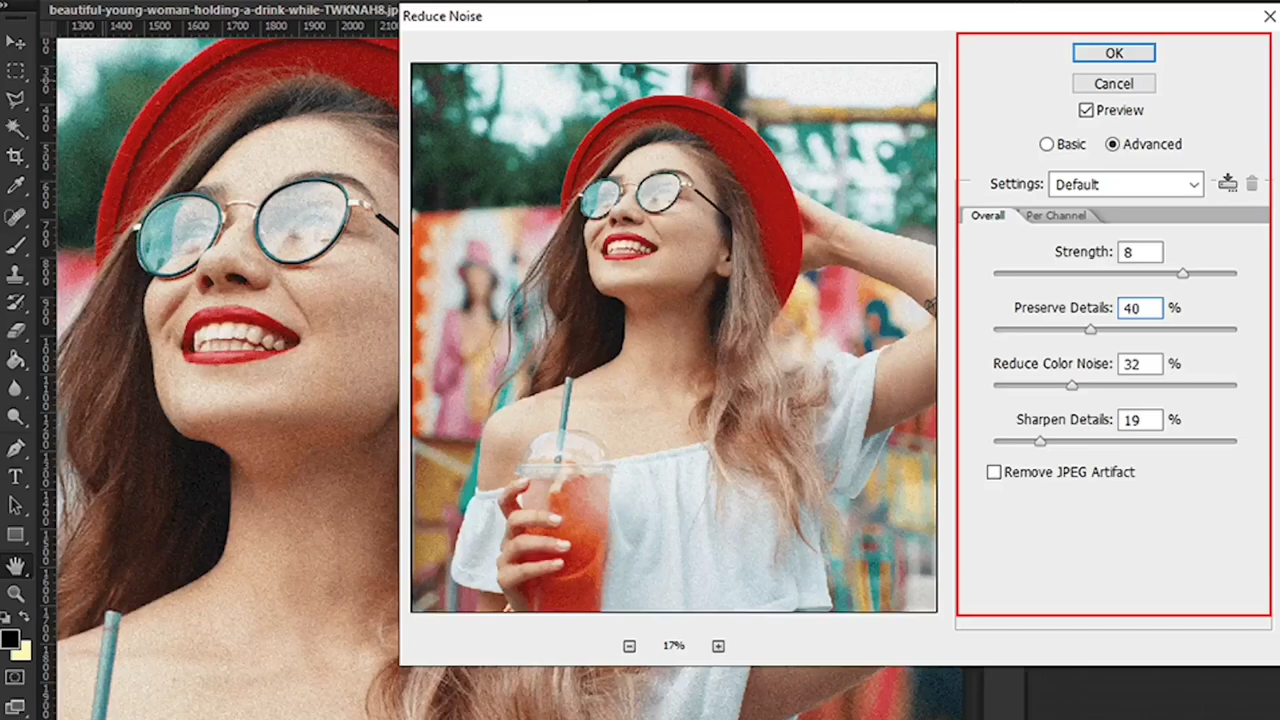 beautiful-young-woman-holding-a-drink-while-TWKNAH8.jp
1300 1400 1500 1600 1700 1800 1900 2000 2100
Reduce Noise
OK
Cancel
Preview
Basic Advanced
Settings: Default
Overall Per Channel
Strength: 8
Preserve Details: 40 %
Reduce Color Noise: 32 %
Sharpen Details: 19 %
Remove JPEG Artifact
17%